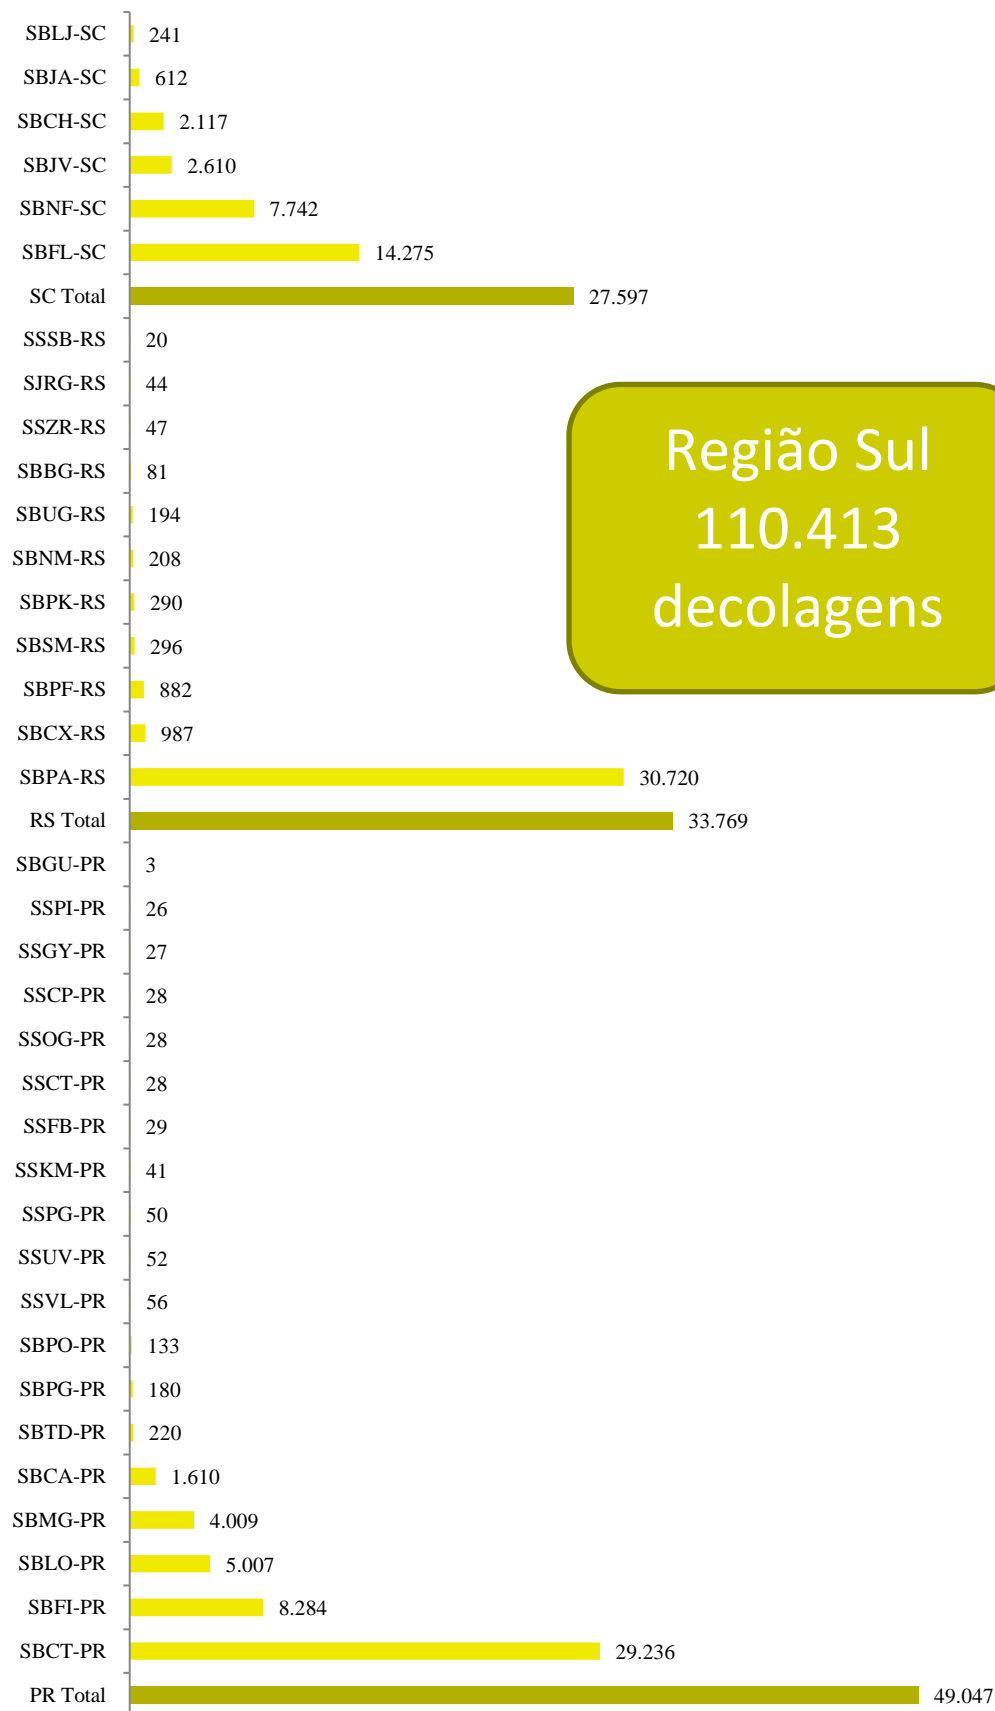 SBLJ-SC 241
SBJA-SC 612
SBCH-SC 2.117
SBJV-SC 2.610
SBNF-SC 7.742
SBFL-SC 14.275
SC Total 27.597
SSSB-RS 20
SJRG-RS 44
SSZR-RS 47
SBBG-RS 81
SBUG-RS 194
SBNM-RS 208
SBPK-RS 290
SBSM-RS 296
SBPF-RS 882
SBCX-RS 987
SBPA-RS 30.720
RS Total 33.769
SBGU-PR 3
SSPI-PR 26
SSGY-PR 27
SSCP-PR 28
SSOG-PR 28
SSCT-PR 28
SSFB-PR 29
SSKM-PR 41
SSPG-PR 50
SSUV-PR 52
SSVL-PR 56
SBPO-PR 133
SBPG-PR 180
SBTD-PR 220
SBCA-PR 1.610
SBMG-PR 4.009
SBLO-PR 5.007
SBFI-PR 8.284
SBCT-PR 29.236
PR Total 49.047
Região Sul
110.413
decolagens